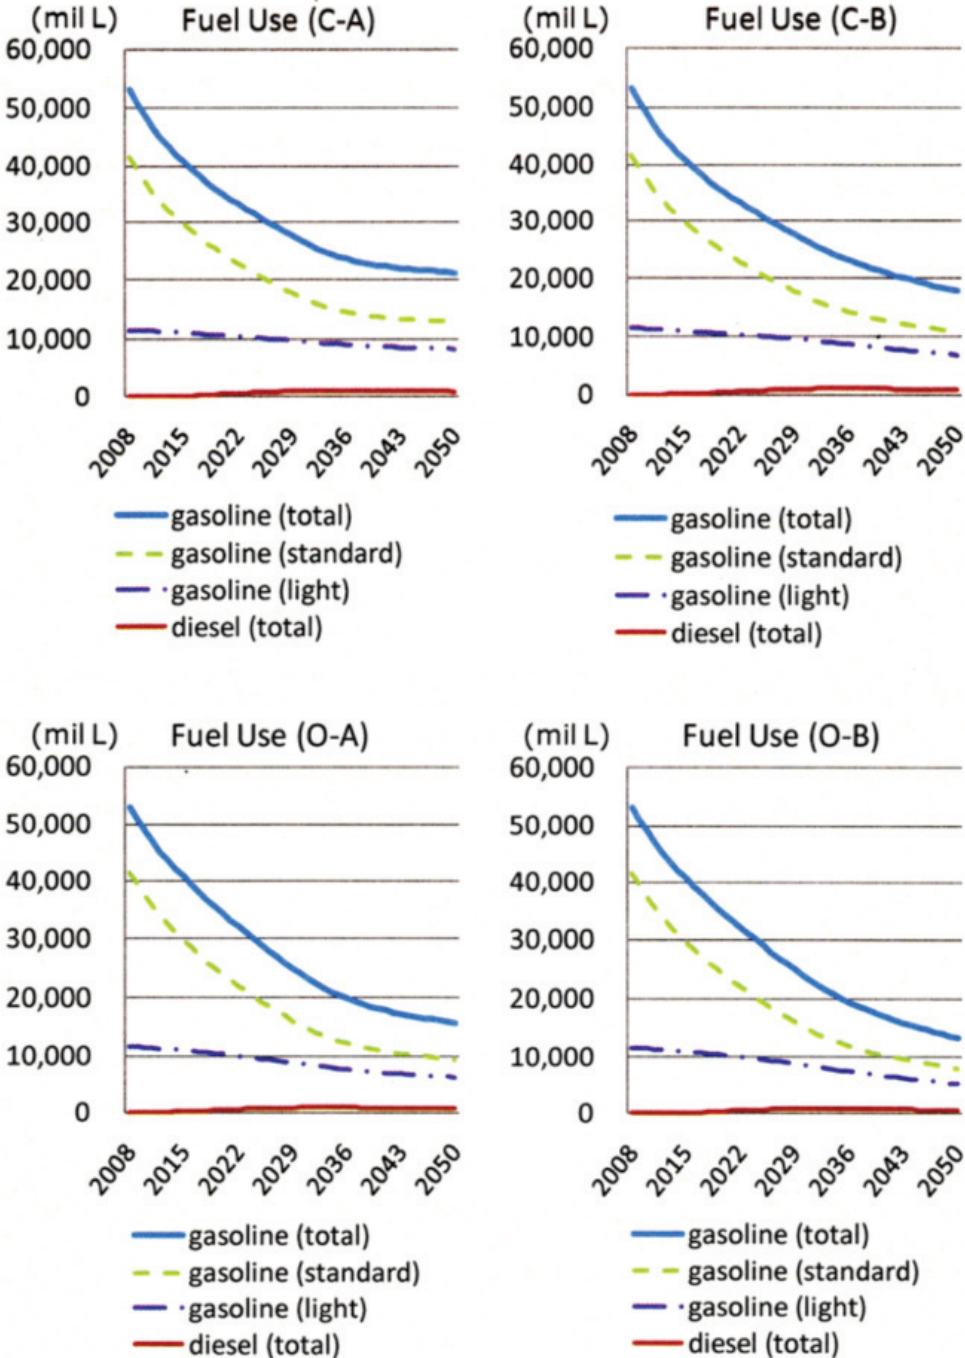 (mil L) Fuel Use (C-A)
60,000
50,000
40,000
30,000
20,000
10,000
0
2008 2015 2022 2029 2036 2043 2050
gasoline (total)
gasoline (standard)
gasoline (light)
diesel (total)
(mil L) Fuel Use (C-B)
60,000
50,000
40,000
30,000
20,000
10,000
0
2008 2015 2022 2029 2036 2043 2050
gasoline (total)
gasoline (standard)
gasoline (light)
diesel (total)
(mil L) Fuel Use (O-A)
60,000
50,000
40,000
30,000
20,000
10,000
0
2008 2015 2022 2029 2036 2043 2050
gasoline (total)
gasoline (standard)
gasoline (light)
diesel (total)
(mil L) Fuel Use (O-B)
60,000
50,000
40,000
30,000
20,000
10,000
0
2008 2015 2022 2029 2036 2043 2050
gasoline (total)
gasoline (standard)
gasoline (light)
diesel (total)